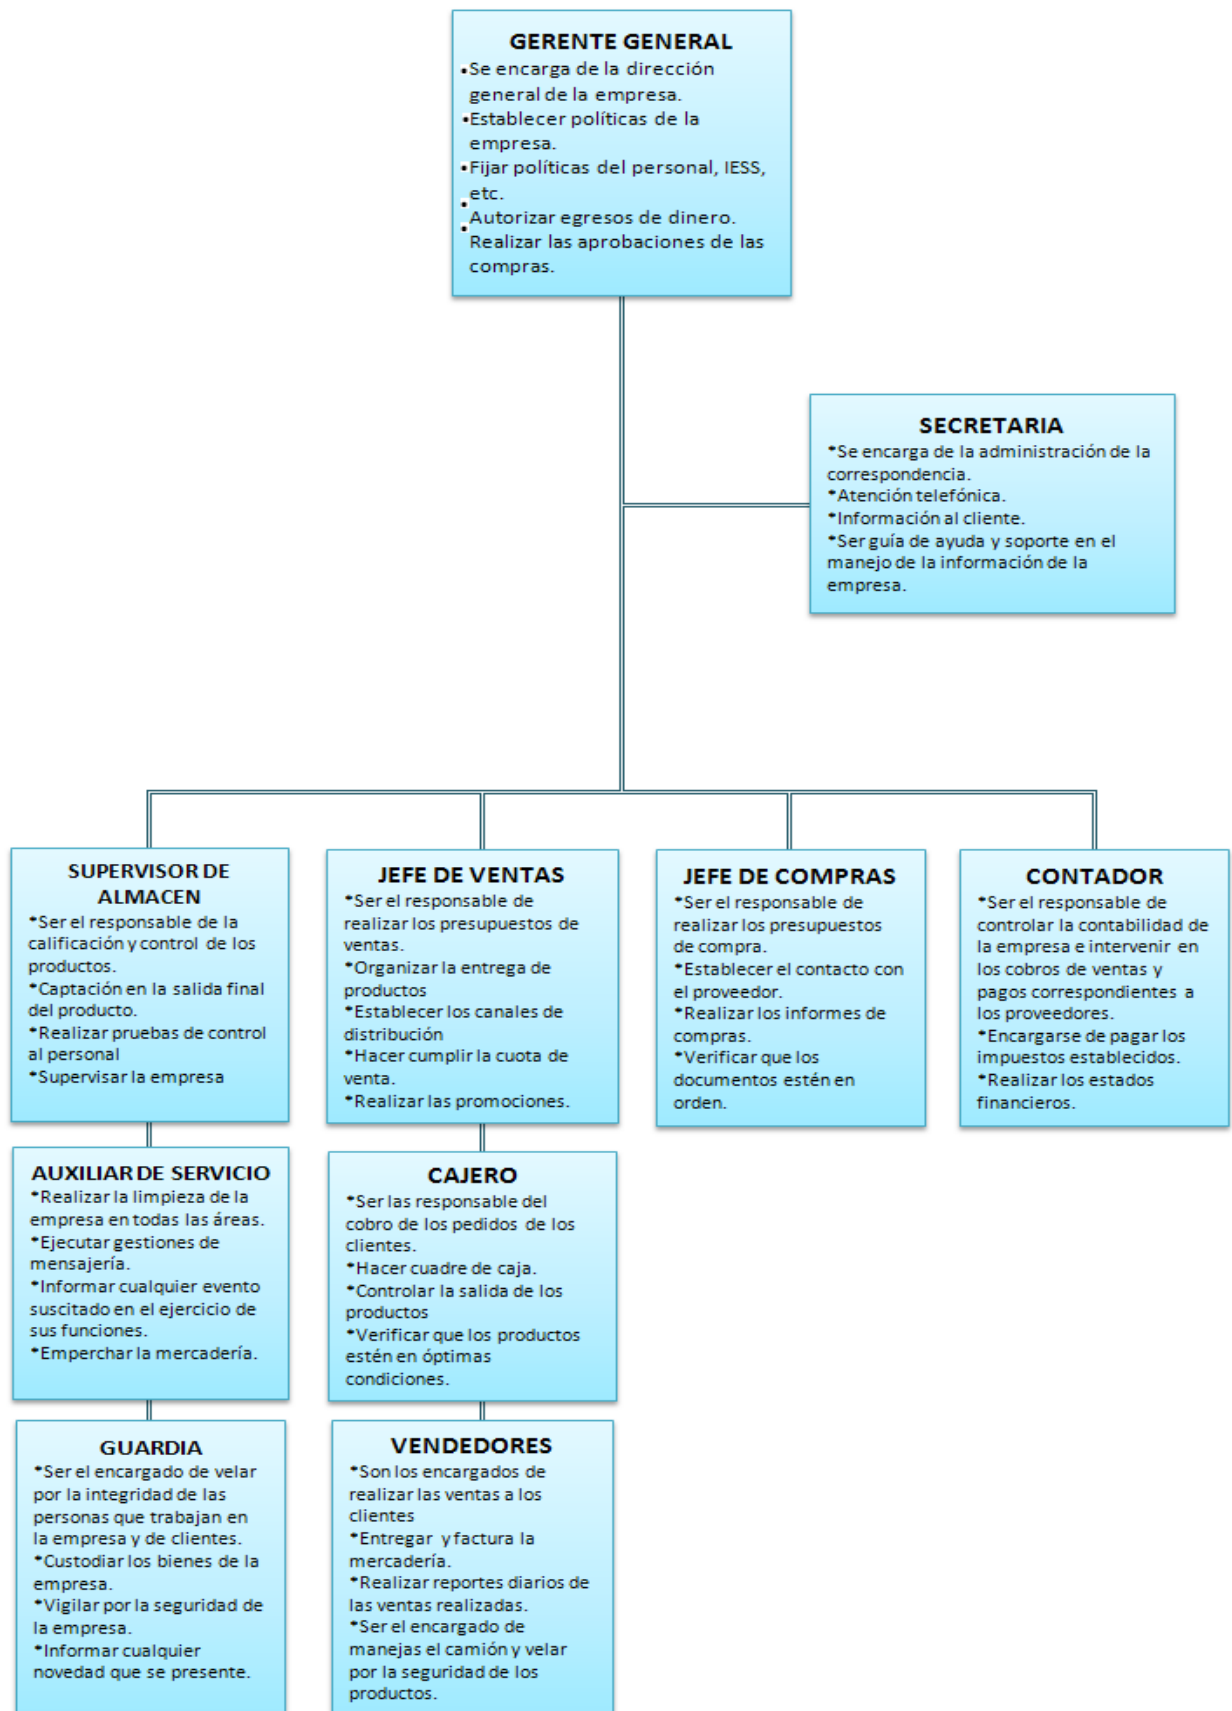 GERENTE GENERAL
•Se encarga de la dirección
general de la empresa.
•Establecer políticas de la
empresa.
•Fijar políticas del personal, IESS,
etc.
•Autorizar egresos de dinero.
•Realizar las aprobaciones de las
compras.
SECRETARIA
*Se encarga de la administración de la
correspondencia.
*Atención telefónica.
*Información al cliente.
*Ser guía de ayuda y soporte en el
manejo de la información de la
empresa.
SUPERVISOR DE
ALMACEN
*Ser el responsable de la
calificación y control de los
productos.
*Captación en la salida final
del producto.
*Realizar pruebas de control
al personal
*Supervisar la empresa
JEFE DE VENTAS
*Ser el responsable de
realizar los presupuestos de
ventas.
*Organizar la entrega de
productos
*Establecer los canales de
distribución
*Hacer cumplir la cuota de
venta.
*Realizar las promociones.
JEFE DE COMPRAS
*Ser el responsable de
realizar los presupuestos
de compra.
*Establecer el contacto con
el proveedor.
*Realizar los informes de
compras.
*Verificar que los
documentos estén en
orden.
CONTADOR
*Ser el responsable de
controlar la contabilidad de
la empresa e intervenir en
los cobros de ventas y
pagos correspondientes a
los proveedores.
*Encargarse de pagar los
impuestos establecidos.
*Realizar los estados
financieros.
AUXILIAR DE SERVICIO
*Realizar la limpieza de la
empresa en todas las áreas.
*Ejecutar gestiones de
mensajería.
*Informar cualquier evento
suscitado en el ejercicio de
sus funciones.
*Emperchar la mercadería.
CAJERO
*Ser las responsable del
cobro de los pedidos de los
clientes.
*Hacer cuadre de caja.
*Controlar la salida de los
productos
*Verificar que los productos
estén en óptimas
condiciones.
GUARDIA
*Ser el encargado de velar
por la integridad de las
personas que trabajan en
la empresa y de clientes.
*Custodiar los bienes de la
empresa.
*Vigilar por la seguridad de
la empresa.
*Informar cualquier
novedad que se presente.
VENDEDORES
*Son los encargados de
realizar las ventas a los
clientes
*Entregar y factura la
mercadería.
*Realizar reportes diarios de
las ventas realizadas.
*Ser el encargado de
manejas el camión y velar
por la seguridad de los
productos.